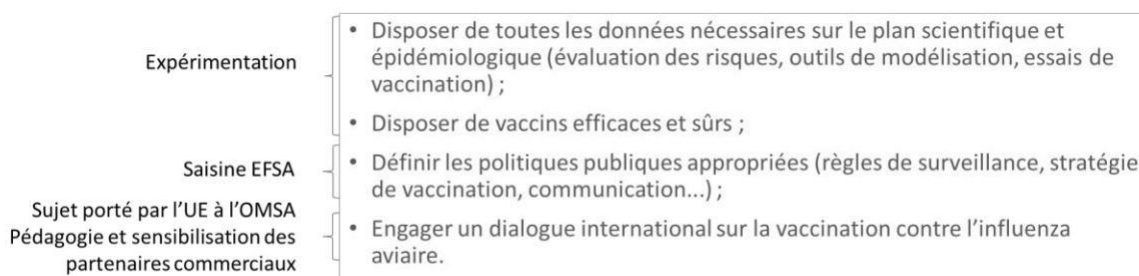 Expérimentation
• Disposer de toutes les données nécessaires sur le plan scientifique et
épidémiologique (évaluation des risques, outils de modélisation, essais de
vaccination) ;
• Disposer de vaccins efficaces et sûrs ;
Saisine EFSA
• Définir les politiques publiques appropriées (règles de surveillance, stratégie
de vaccination, communication...) ;
Sujet porté par l'UE à l'OMSA
Pédagogie et sensibilisation des
partenaires commerciaux
• Engager un dialogue international sur la vaccination contre l'influenza
aviaire.